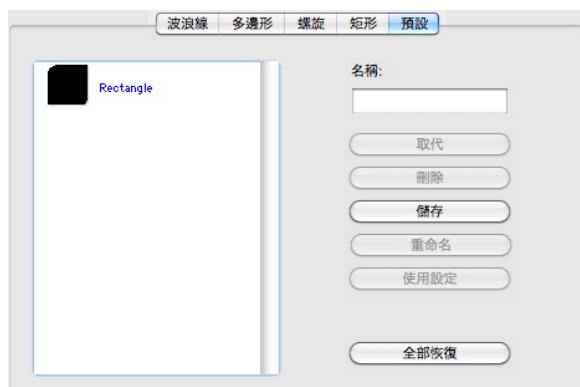 波浪線 多邊形 螺旋 矩形 預設
Rectangle
名稱:
取代
刪除
儲存
重命名
使用設定
全部恢復